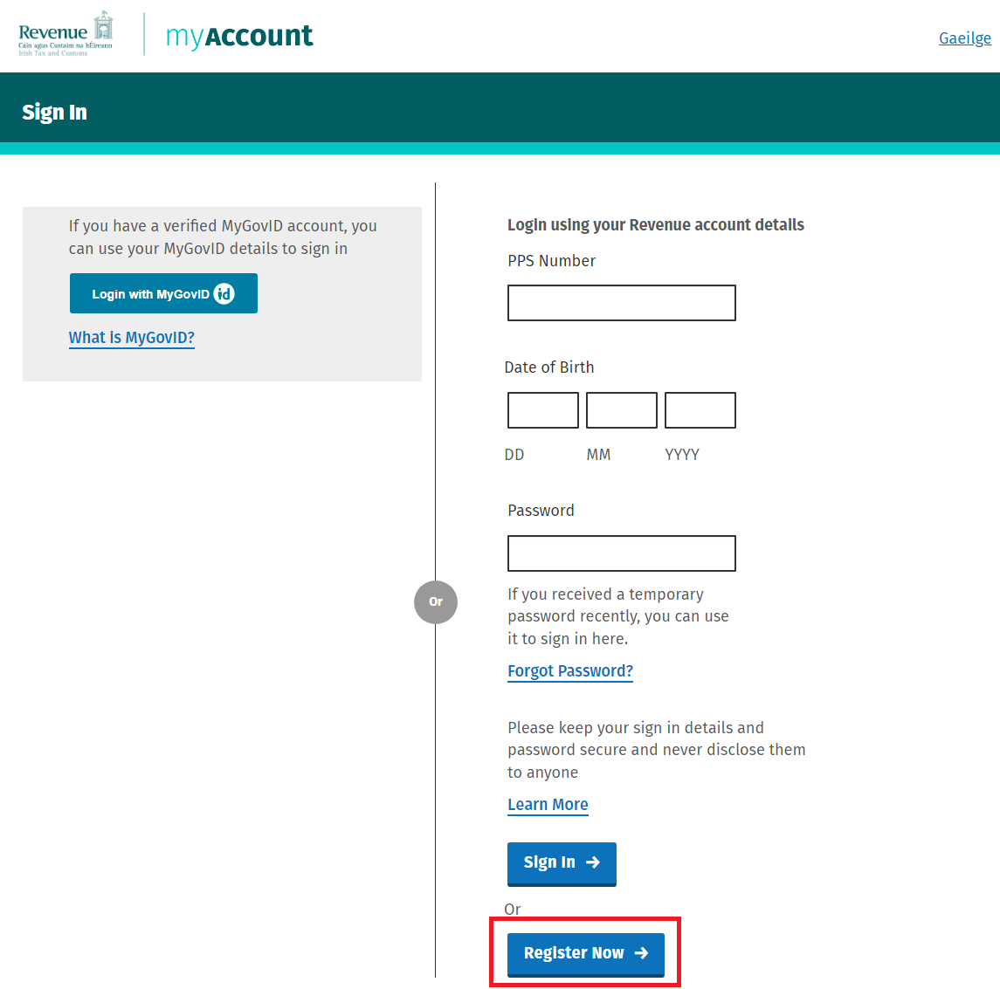 Revenue
Cáin agus Custaim na hÉireann
Irish Tax and Customs
myAccount
Gaeilge
Sign In
If you have a verified MyGovID account, you
can use your MyGovID details to sign in
Login with MyGovID id
What is MyGovID?
Or
Login using your Revenue account details
PPS Number
Date of Birth
DD MM YYYY
Password
If you received a temporary
password recently, you can use
it to sign in here.
Forgot Password?
Please keep your sign in details and
password secure and never disclose them
to anyone
Learn More
Sign In →
Or
Register Now →